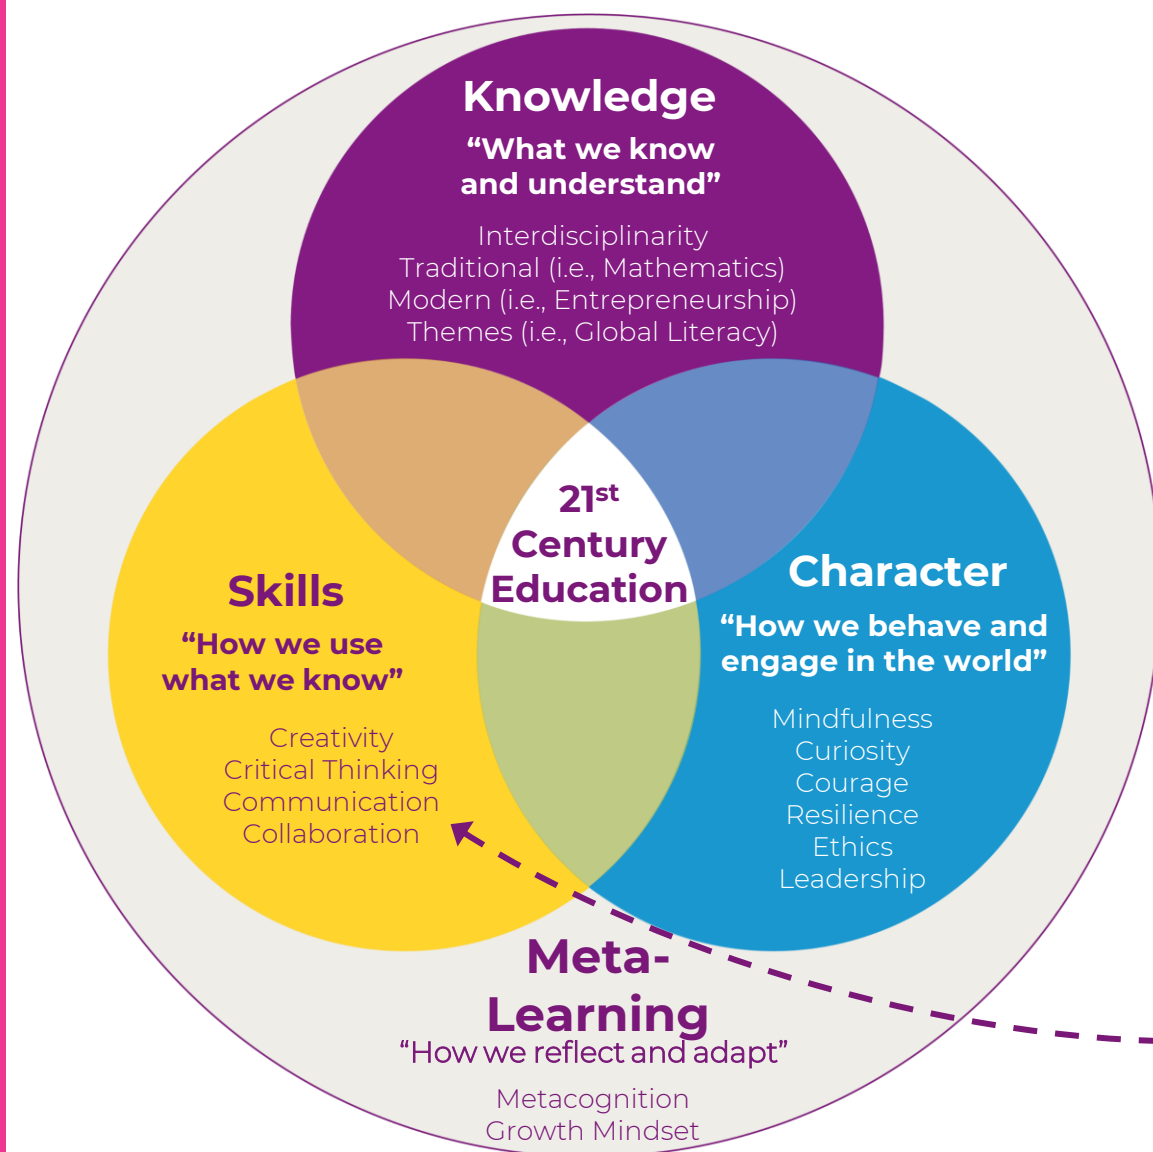 Knowledge
“What we know
and understand”
Interdisciplinarity
Traditional (i.e., Mathematics)
Modern (i.e., Entrepreneurship)
Themes (i.e., Global Literacy)
21st
Century
Education
Skills
“How we use
what we know”
Creativity
Critical Thinking
Communication
Collaboration
Character
“How we behave and
engage in the world”
Mindfulness
Curiosity
Courage
Resilience
Ethics
Leadership
Meta-
Learning
“How we reflect and adapt”
Metacognition
Growth Mindset